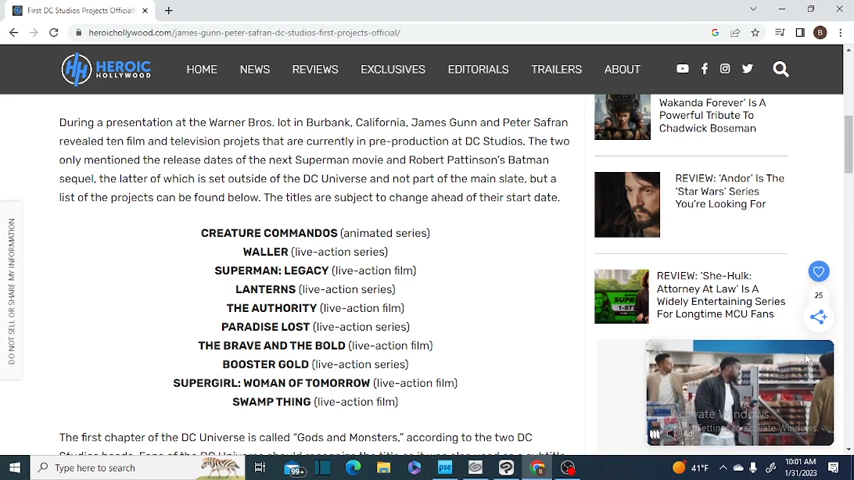 First DC Studios Projects Official
heroichollywood.com/james-gunn-peter-safran-dc-studios-first-projects-official/
B
HEROIC
HOLLYWOOD
HOME NEWS REVIEWS EXCLUSIVES EDITORIALS TRAILERS ABOUT
During a presentation at the Warner Bros. lot in Burbank, California, James Gunn and Peter Safran
revealed ten film and television projets that are currently in pre-production at DC Studios. The two
only mentioned the release dates of the next Superman movie and Robert Pattinson's Batman
sequel, the latter of which is set outside of the DC Universe and not part of the main slate, but a
list of the projects can be found below. The titles are subject to change ahead of their start date.
CREATURE COMMANDOS (animated series)
WALLER (live-action series)
SUPERMAN: LEGACY (live-action film)
LANTERNS (live-action series)
THE AUTHORITY (live-action film)
PARADISE LOST (live-action series)
THE BRAVE AND THE BOLD (live-action film)
BOOSTER GOLD (live-action series)
SUPERGIRL: WOMAN OF TOMORROW (live-action film)
SWAMP THING (live-action film)
The first chapter of the DC Universe is called "Gods and Monsters," according to the two DC
DO NOT SELL OR SHARE MY INFORMATION
Wakanda Forever' Is A
Powerful Tribute To
Chadwick Boseman
REVIEW: 'Andor' Is The
'Star Wars' Series
You're Looking For
REVIEW: 'She-Hulk:
Attorney At Law' Is A
Widely Entertaining Series
For Longtime MCU Fans
25
Activate Windows
Type here to search
99+
pse
41°F
10:01 AM
1/31/2023